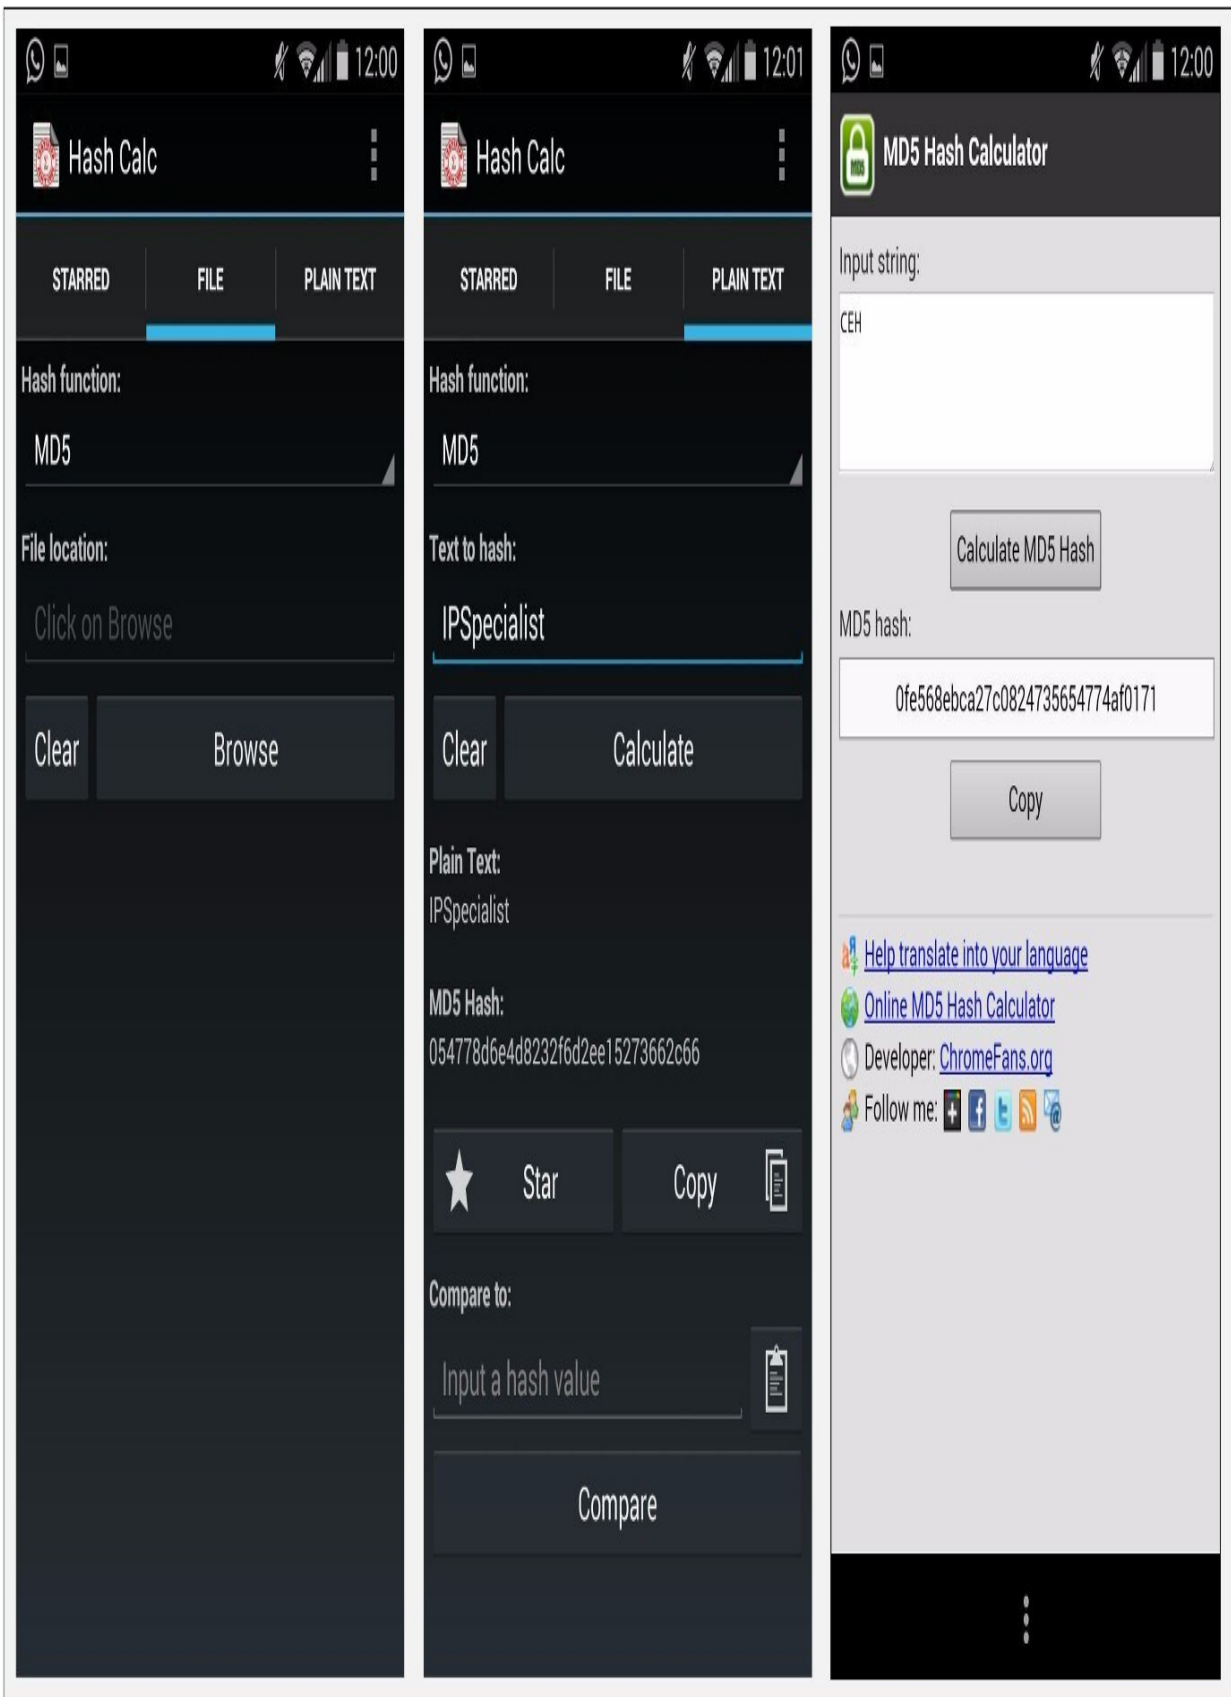 12:00
Hash Calc
STARRED FILE PLAIN TEXT
Hash function:
MD5
File location:
Click on Browse
Clear Browse
12:01
Hash Calc
STARRED FILE PLAIN TEXT
Hash function:
MD5
Text to hash:
IPSpecialist
Clear Calculate
Plain Text:
IPSpecialist
MD5 Hash:
054778d6e4d8232f6d2ee15273662c66
Star Copy
Compare to:
Input a hash value
Compare
12:00
MD5 MD5 Hash Calculator
Input string:
CEH
Calculate MD5 Hash
MD5 hash:
0fe568ebca27c0824735654774af0171
Copy
Help translate into your language
Online MD5 Hash Calculator
Developer: ChromeFans.org
Follow me: